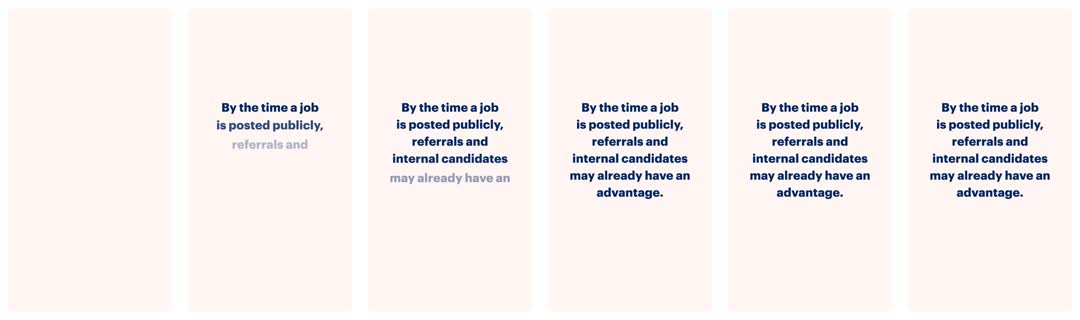 By the time a job
is posted publicly,
referrals and
By the time a job
is posted publicly,
referrals and
internal candidates
may already have an
By the time a job
is posted publicly,
referrals and
internal candidates
may already have an
advantage.
By the time a job
is posted publicly,
referrals and
internal candidates
may already have an
advantage.
By the time a job
is posted publicly,
referrals and
internal candidates
may already have an
advantage.